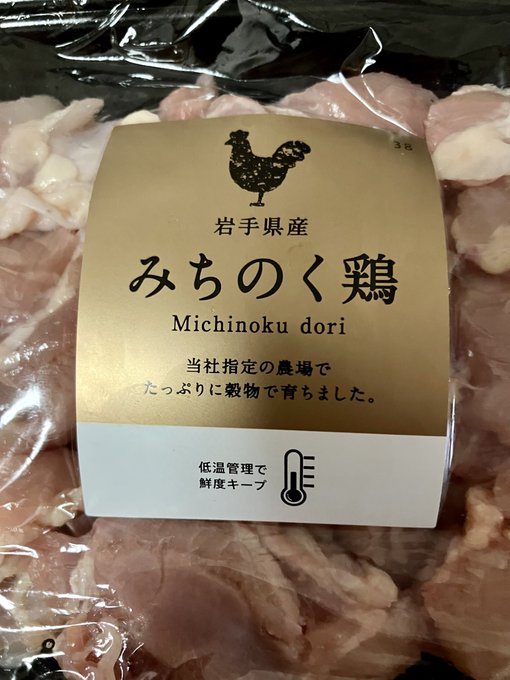 38
岩手県産
みちのく鶏
Michinoku dori
当社指定の農場で
たっぷりに穀物で育ちました。
低温管理で
鮮度キープ